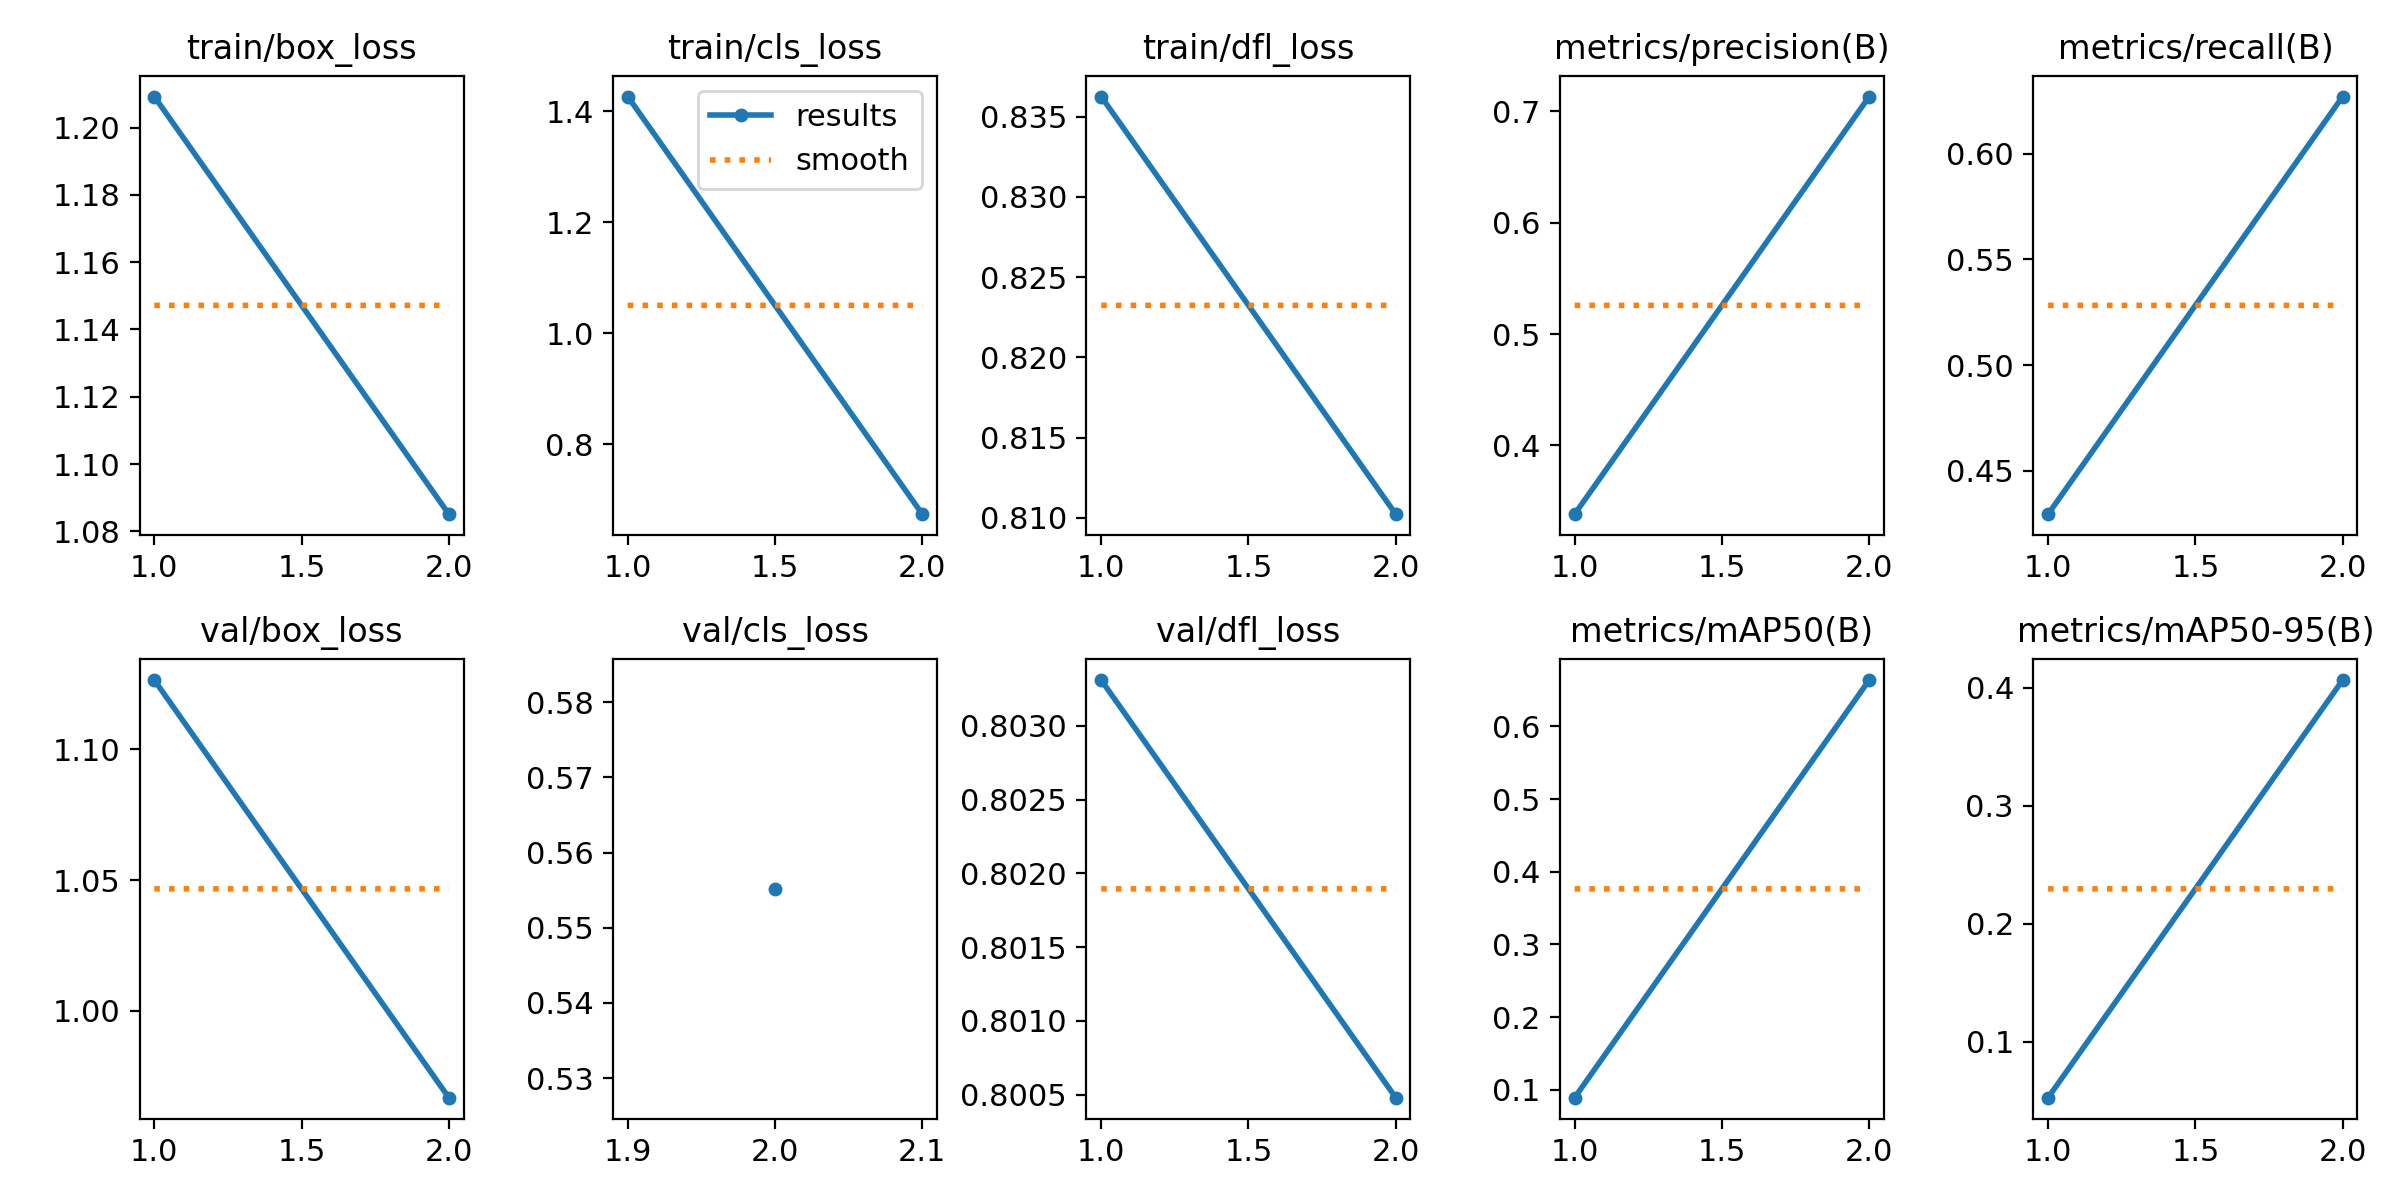 train/box_loss
1.20
1.18
1.16
1.14
1.12
1.10
1.08
1.0 1.5 2.0
train/cls_loss
results
smooth
1.4
1.2
1.0
0.8
1.0 1.5 2.0
train/dfl_loss
0.835
0.830
0.825
0.820
0.815
0.810
1.0 1.5 2.0
metrics/precision(B)
0.7
0.6
0.5
0.4
1.0 1.5 2.0
metrics/recall(B)
0.60
0.55
0.50
0.45
1.0 1.5 2.0
val/box_loss
1.10
1.05
1.00
1.0 1.5 2.0
val/cls_loss
0.58
0.57
0.56
0.55
0.54
0.53
1.9 2.0 2.1
val/dfl_loss
0.8030
0.8025
0.8020
0.8015
0.8010
0.8005
1.0 1.5 2.0
metrics/mAP50(B)
0.6
0.5
0.4
0.3
0.2
0.1
1.0 1.5 2.0
metrics/mAP50-95(B)
0.4
0.3
0.2
0.1
1.0 1.5 2.0